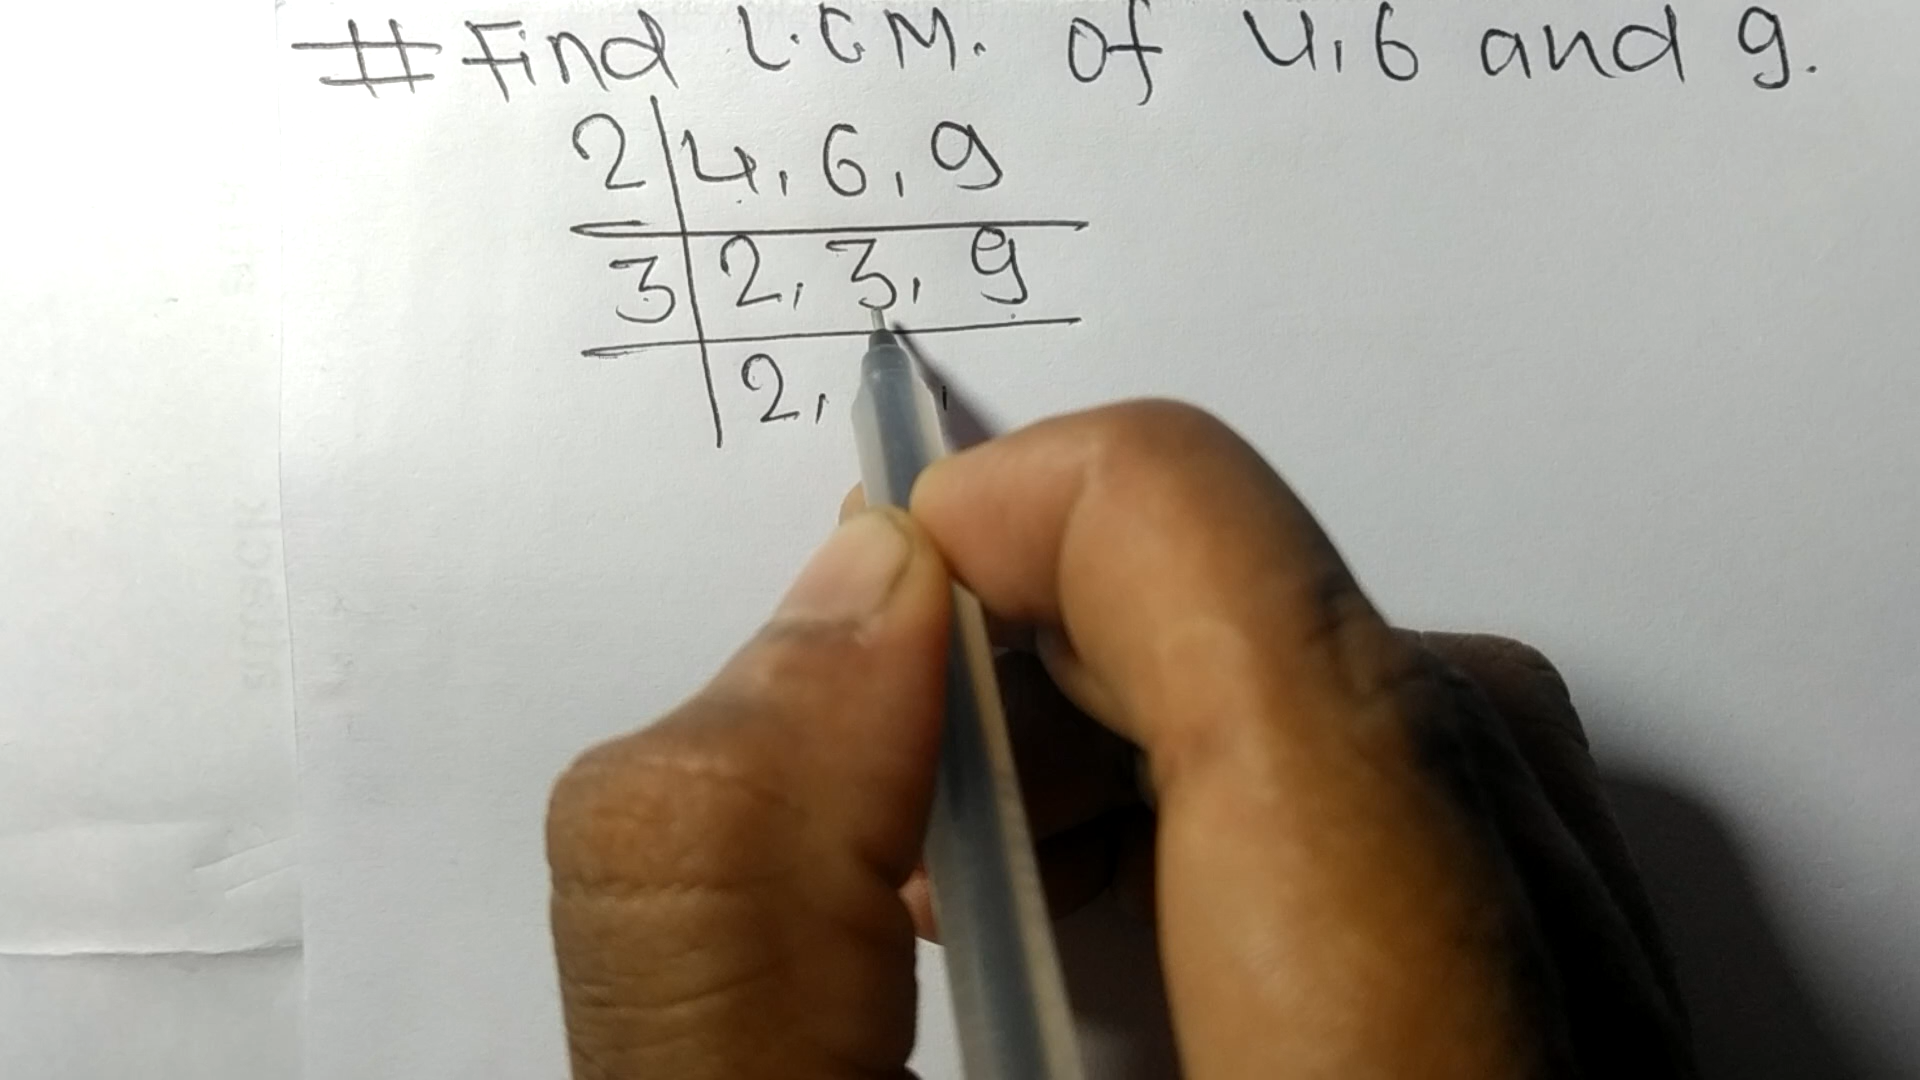 # Find L.C.M. of 4,6 and 9.
2 | 4, 6, 9
3 | 2, 3, 9
2, ,